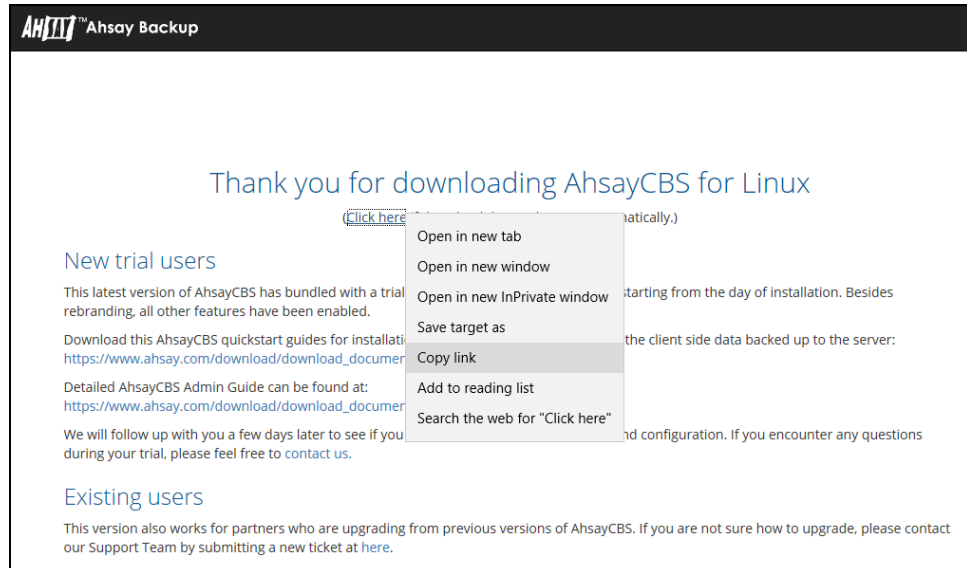 AH™Ahsay Backup
Thank you for downloading AhsayCBS for Linux
(Click here atically.)
Open in new tab
Open in new window
Open in new InPrivate window
Save target as
Copy link
Add to reading list
Search the web for "Click here"
New trial users
This latest version of AhsayCBS has bundled with a trial starting from the day of installation. Besides
rebranding, all other features have been enabled.
Download this AhsayCBS quickstart guides for installati the client side data backed up to the server:
https://www.ahsay.com/download/download_documen
Detailed AhsayCBS Admin Guide can be found at:
https://www.ahsay.com/download/download_documen
We will follow up with you a few days later to see if you nd configuration. If you encounter any questions
during your trial, please feel free to contact us.
Existing users
This version also works for partners who are upgrading from previous versions of AhsayCBS. If you are not sure how to upgrade, please contact
our Support Team by submitting a new ticket at here.